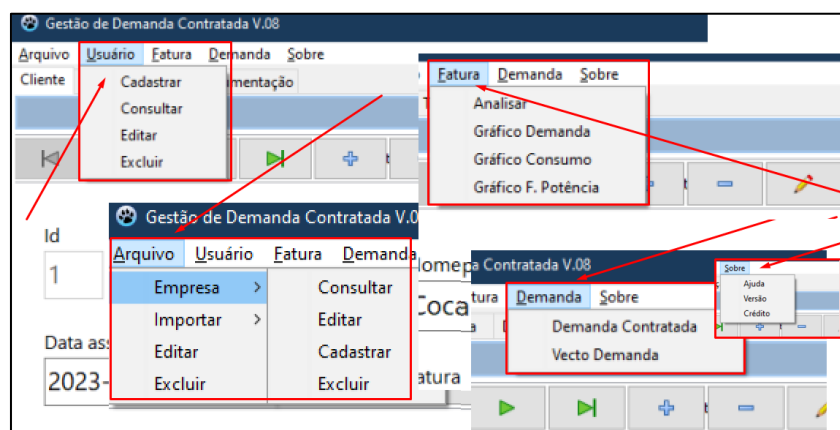 Gestão de Demanda Contratada V.08
Arquivo Usuário Fatura Demanda Sobre
Cliente
mentação
Cadastrar
Consultar
Editar
Excluir
Fatura Demanda Sobre
Analisar
Gráfico Demanda
Gráfico Consumo
Gráfico F. Potência
Id
1
Data ass
2023-
Gestão de Demanda Contratada V.0
Arquivo Usuário Fatura Demanda
Empresa >
Importar >
Editar
Excluir
Consultar
Editar
Cadastrar
Excluir
Homep
Coca
atura
a Contratada V.08
tura Demanda Sobre
Demanda Contratada
Vecto Demanda
Sobre
Ajuda
Versão
Crédito